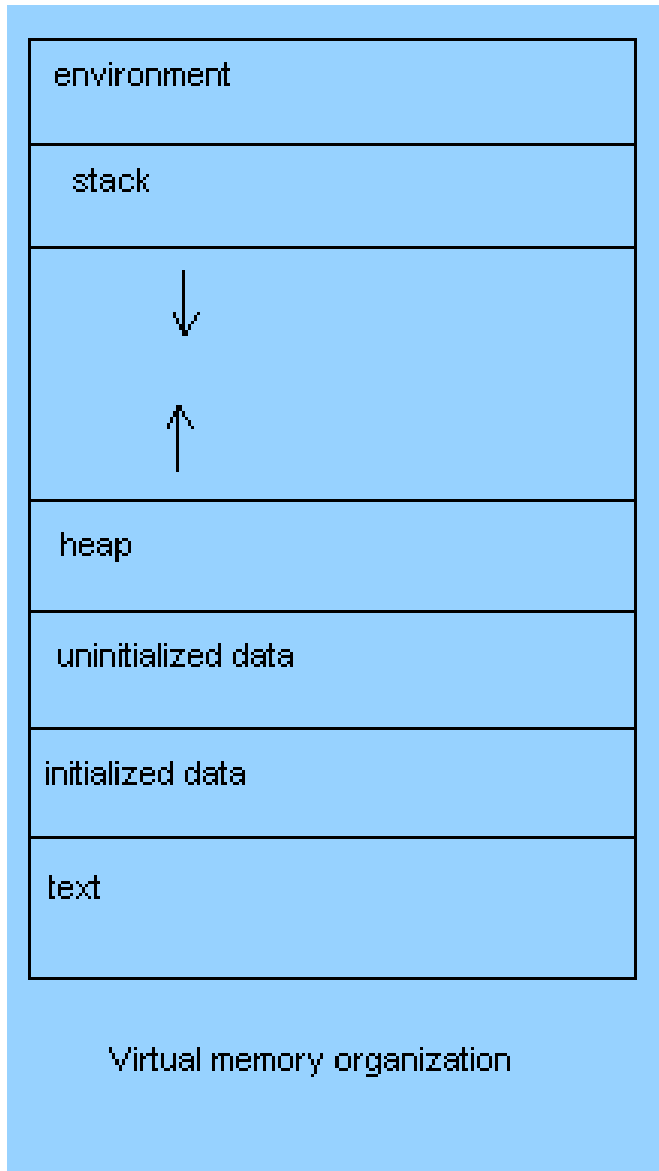 environment
stack
heap
uninitialized data
initialized data
text
Virtual memory organization